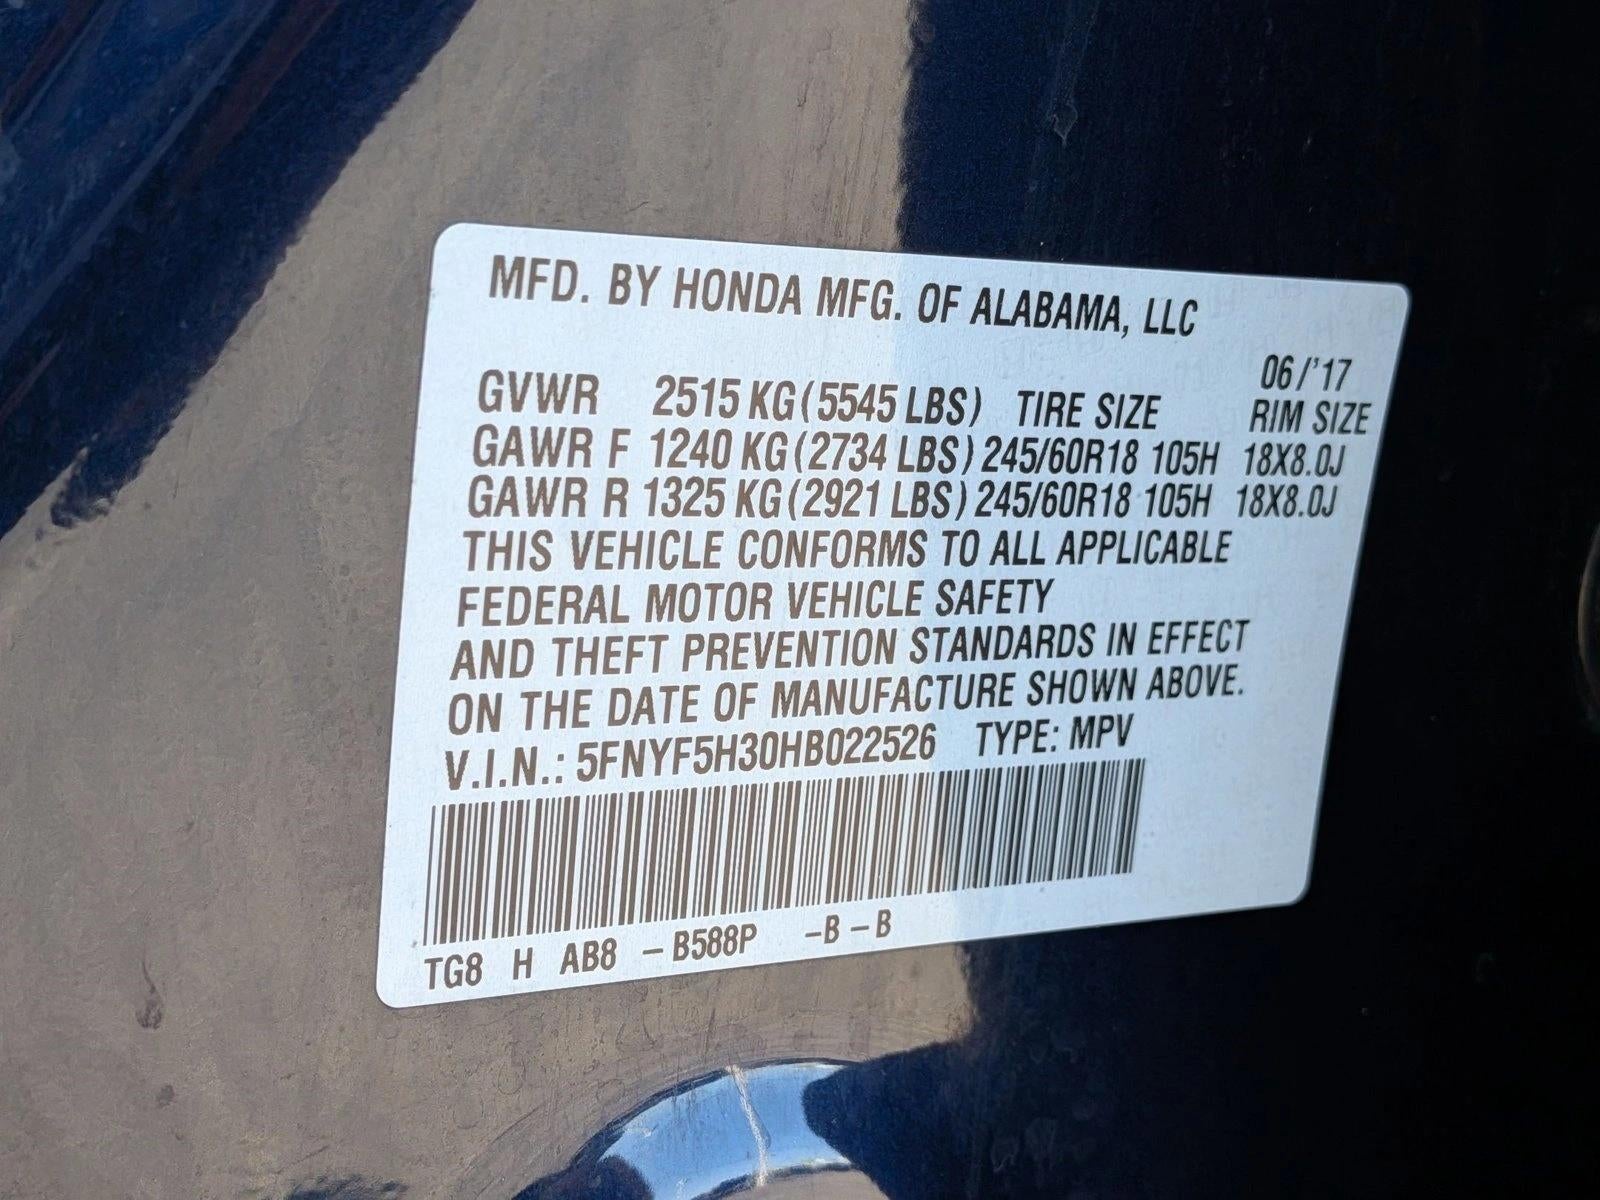 MFD. BY HONDA MFG. OF ALABAMA, LLC
06/'17
GVWR 2515 KG (5545 LBS) TIRE SIZE RIM SIZE
GAWR F 1240 KG (2734 LBS) 245/60R18 105H 18X8.0J
GAWR R 1325 KG (2921 LBS) 245/60R18 105H 18X8.0J
THIS VEHICLE CONFORMS TO ALL APPLICABLE
FEDERAL MOTOR VEHICLE SAFETY
AND THEFT PREVENTION STANDARDS IN EFFECT
ON THE DATE OF MANUFACTURE SHOWN ABOVE.
V.I.N.: 5FNYF5H30HB022526 TYPE: MPV
TG8 H AB8 – B588P –B – B